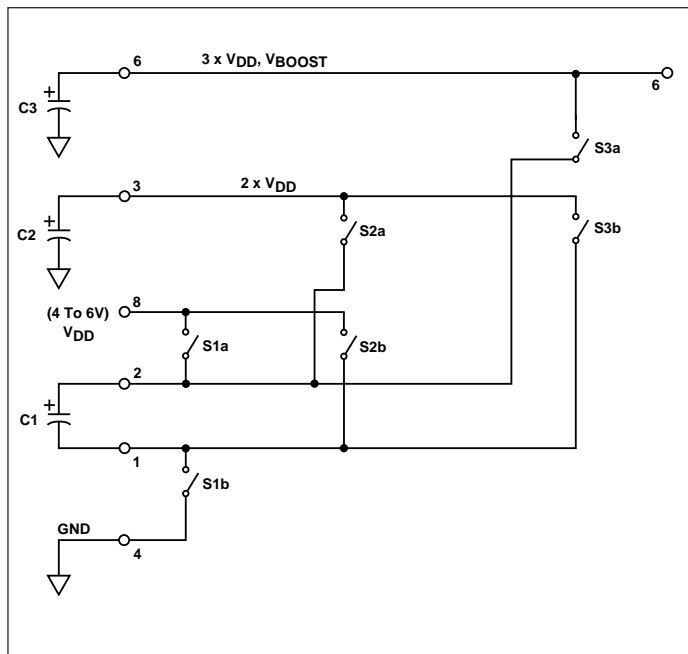 6
3 x VDD, VBOOST
6
+
C3
S3a
3
2 x VDD
+
C2
S2a
S3b
8
(4 To 6V)
VDD
S1a
S2b
2
+
C1
1
S1b
GND
4